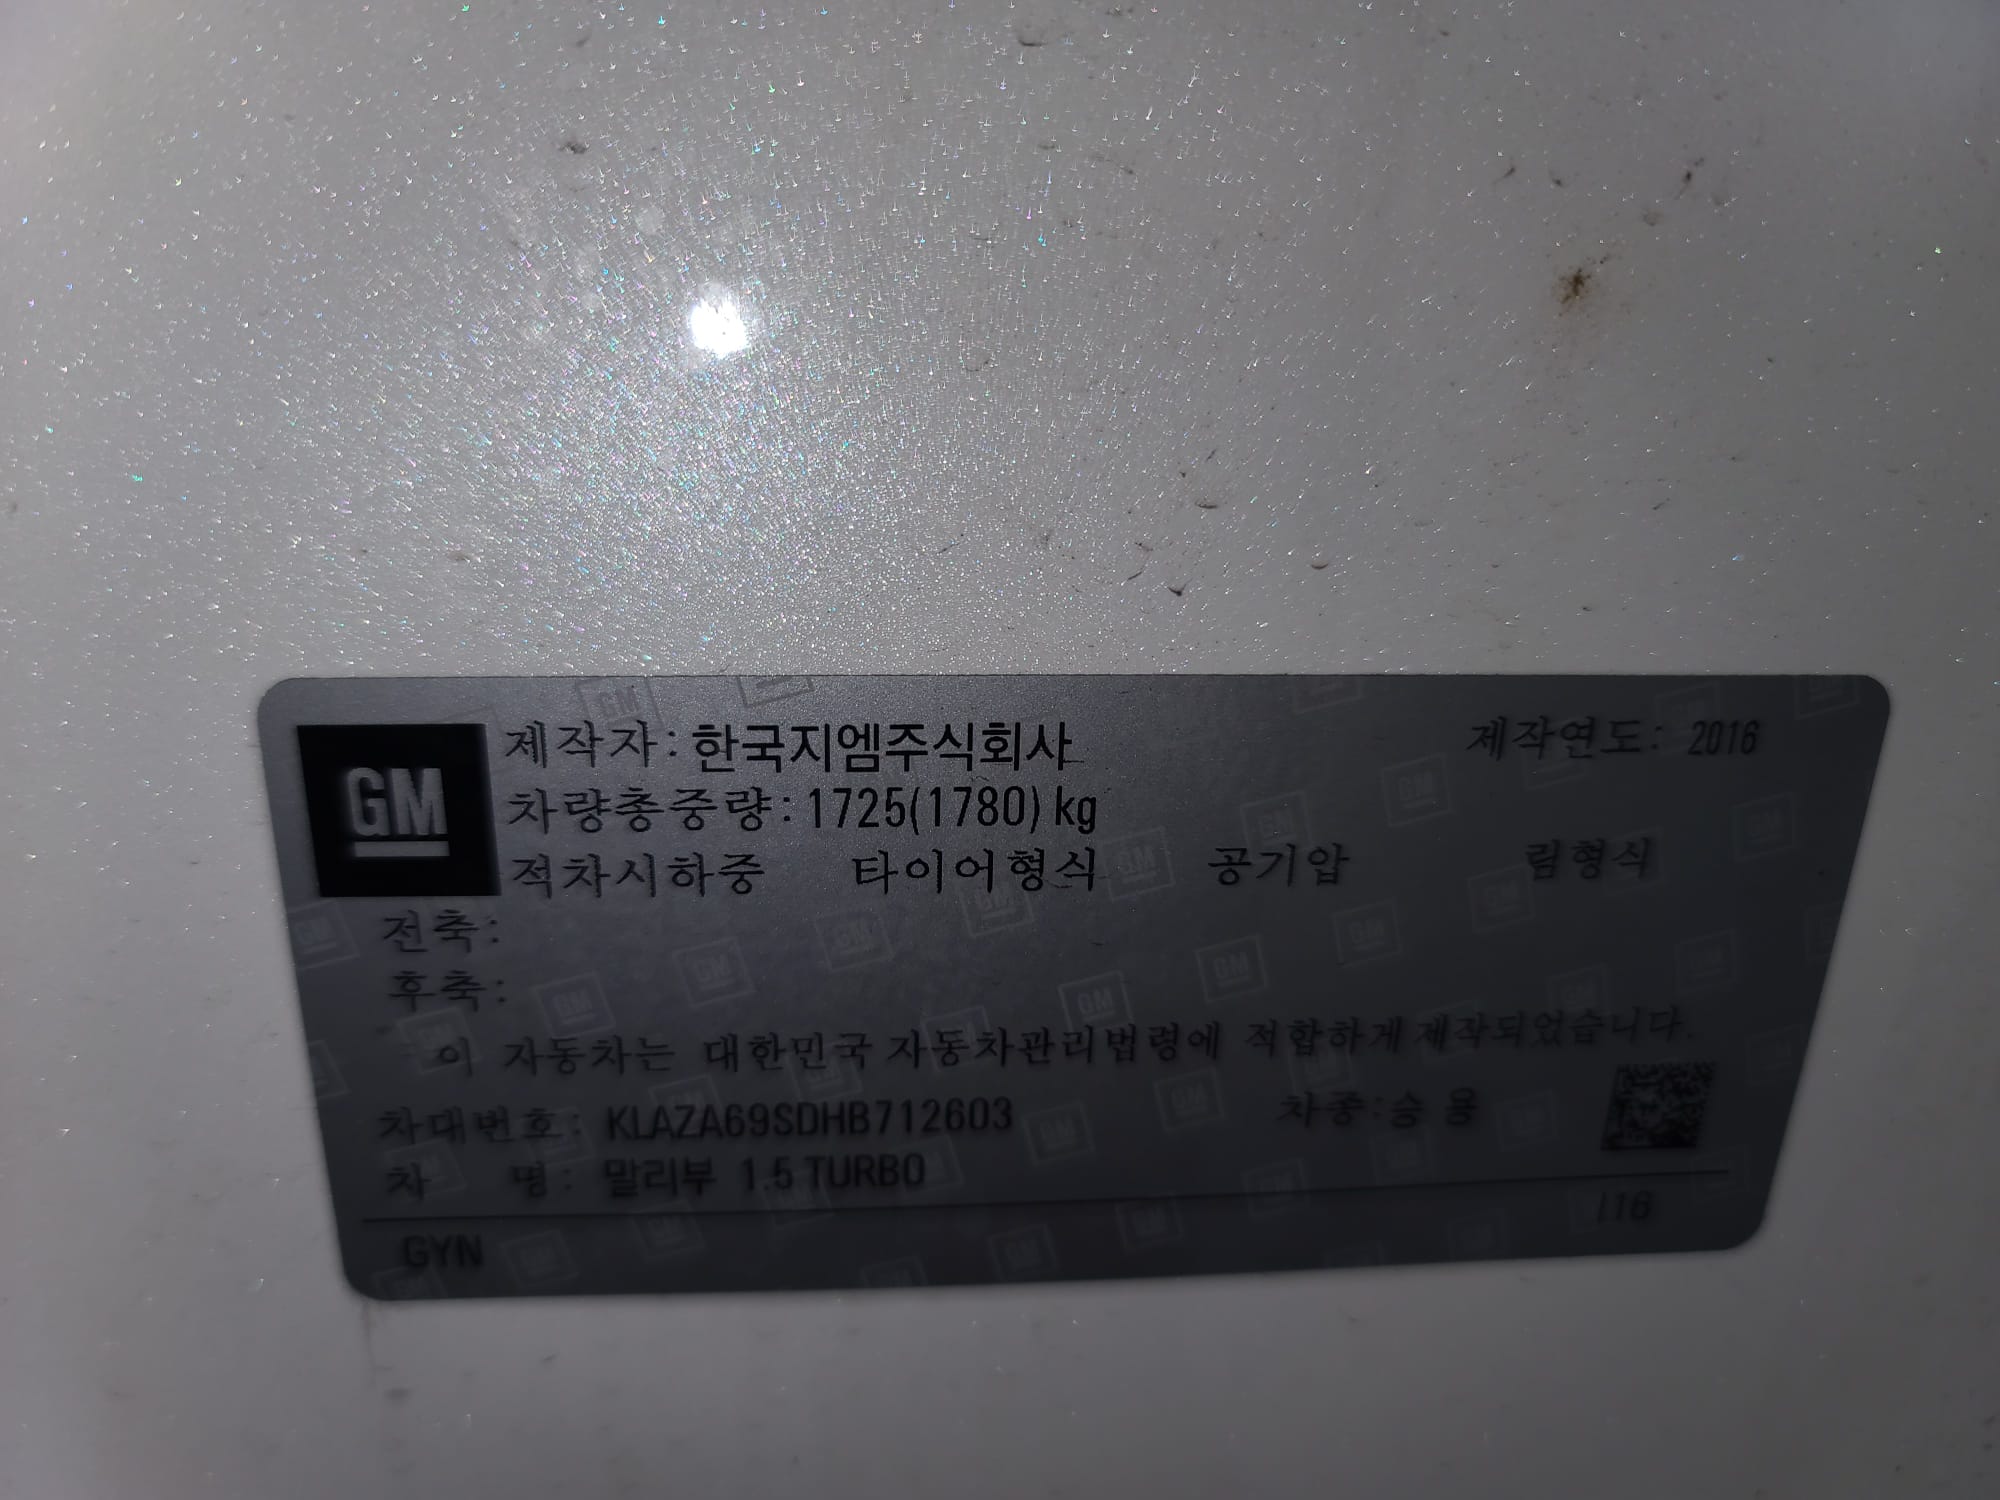 GM
제작자: 한국지엠주식회사 제작연도: 2016
차량총중량: 1725(1780) kg
적차시하중 타이어형식 공기압 림형식
전축:
후축:
이 자동차는 대한민국 자동차관리법령에 적합하게 제작되었습니다.
차대번호: KLAZA69SDHB712603 차종: 승 용
차 명: 말리부 1.5 TURBO
GYN I16